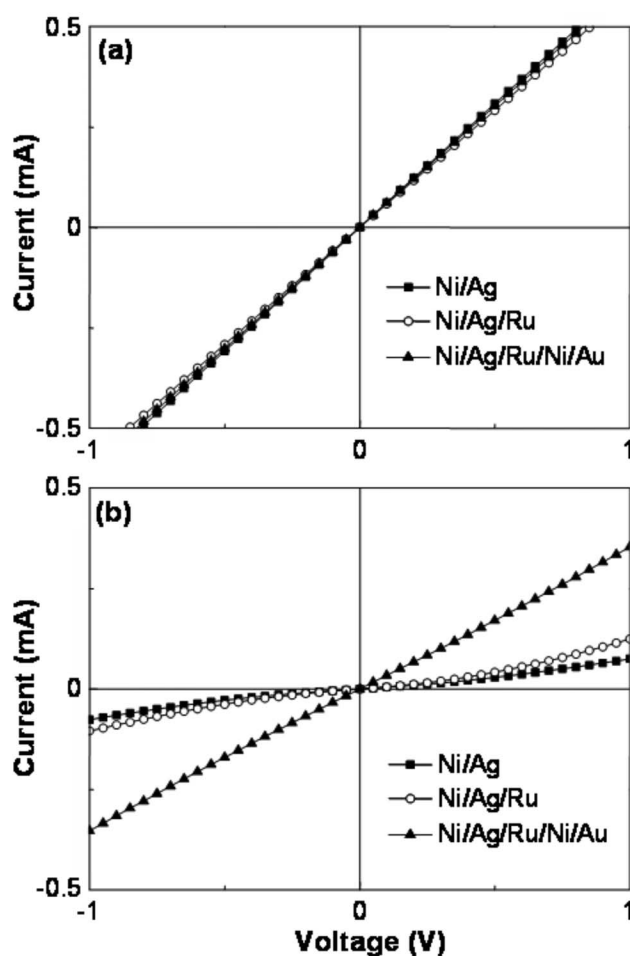 0.5
(a)
Current (mA)
0
Ni/Ag
Ni/Ag/Ru
Ni/Ag/Ru/Ni/Au
-0.5
-1
0
1
0.5
(b)
Current (mA)
0
Ni/Ag
Ni/Ag/Ru
Ni/Ag/Ru/Ni/Au
-0.5
-1
0
1
Voltage (V)